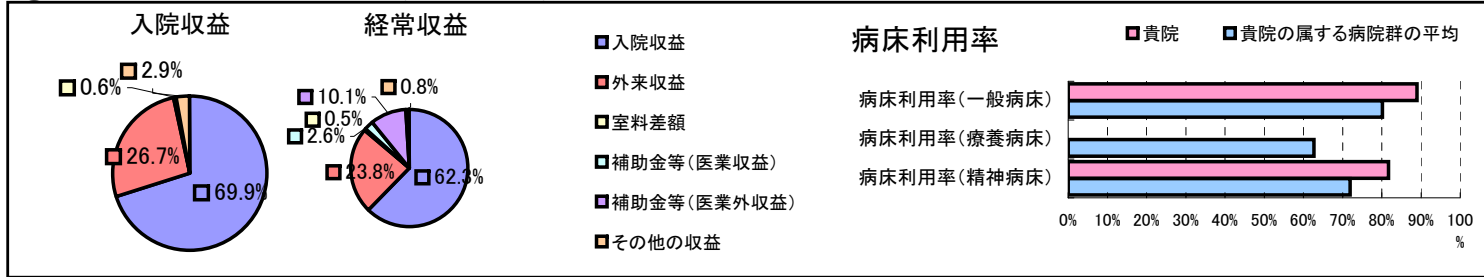 入院収益
2.9%
0.6%
26.7%
69.9%
経常収益
0.8%
10.1%
0.5%
2.6%
23.8%
62.3%
入院収益
外来収益
室料差額
補助金等(医業収益)
補助金等(医業外収益)
その他の収益
病床利用率
貴院
貴院の属する病院群の平均
病床利用率(一般病床)
病床利用率(療養病床)
病床利用率(精神病床)
0% 10% 20% 30% 40% 50% 60% 70% 80% 90% 100
%